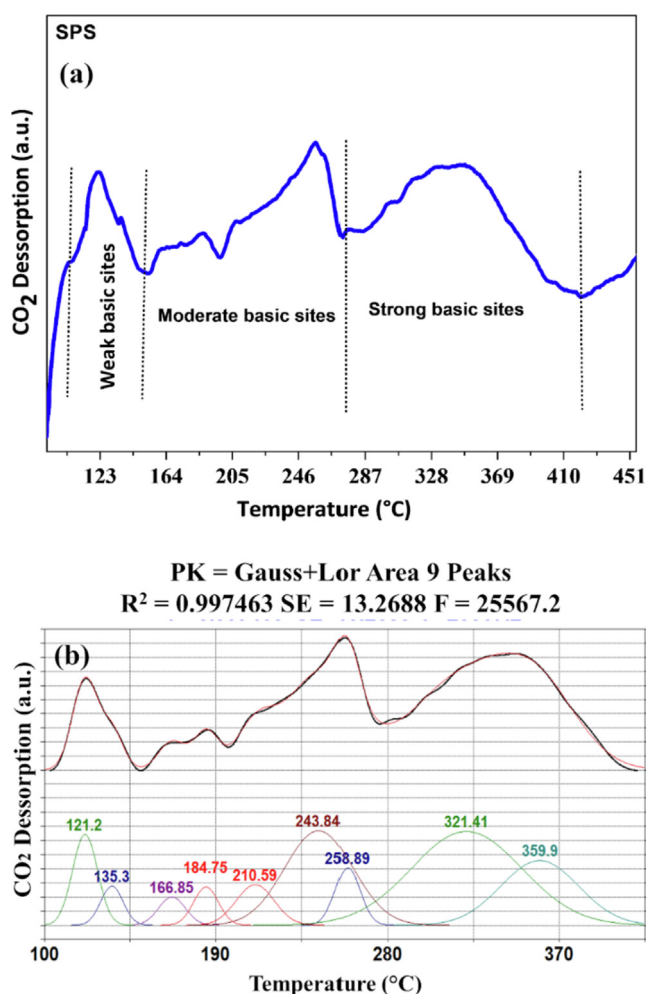 SPS
(a)
CO2 Dessorption (a.u.)
Weak basic sites
Moderate basic sites
Strong basic sites
123 164 205 246 287 328 369 410 451
Temperature (°C)
PK = Gauss+Lor Area 9 Peaks
R² = 0.997463 SE = 13.2688 F = 25567.2
(b)
CO₂ Dessorption (a.u.)
121.2
135.3
166.85
184.75
210.59
243.84
258.89
321.41
359.9
100 190 280 370
Temperature (°C)